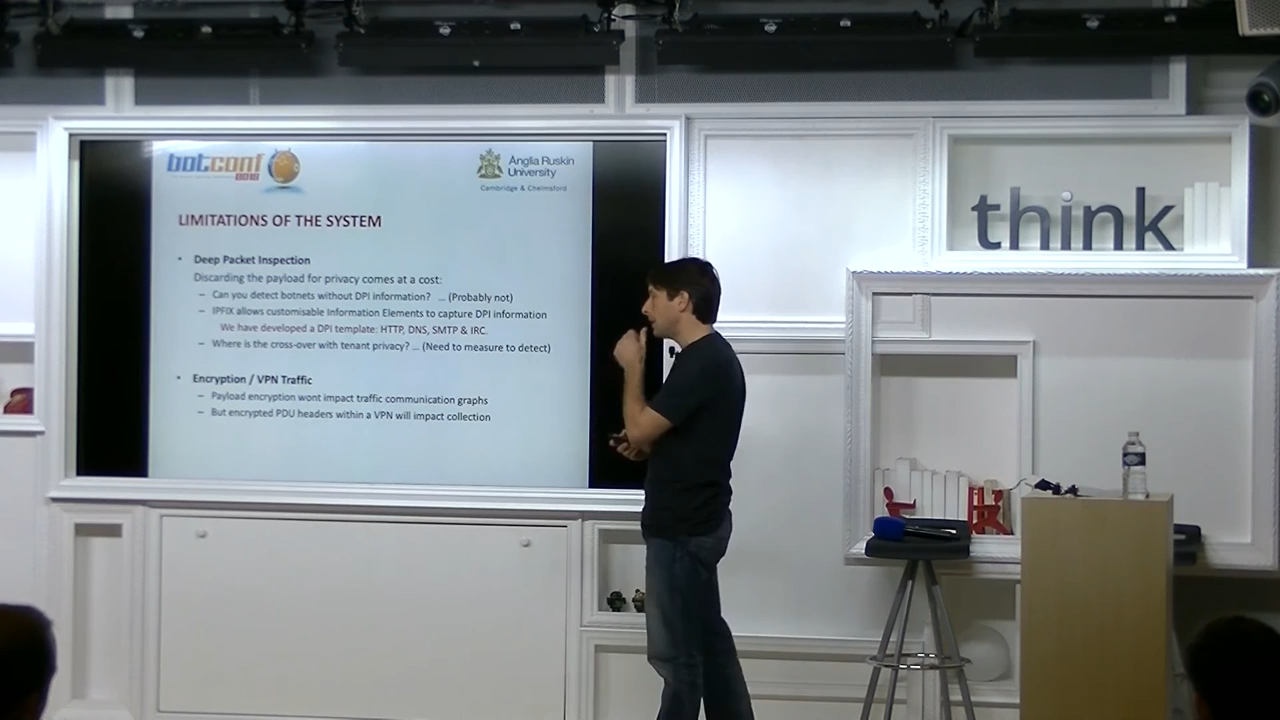 botconf
2015
Anglia Ruskin
University
Cambridge & Chelmsford
LIMITATIONS OF THE SYSTEM
• Deep Packet Inspection
Discarding the payload for privacy comes at a cost:
– Can you detect botnets without DPI information? ... (Probably not)
– IPFIX allows customisable Information Elements to capture DPI information
We have developed a DPI template: HTTP, DNS, SMTP & IRC.
– Where is the cross-over with tenant privacy? ... (Need to measure to detect)
• Encryption / VPN Traffic
– Payload encryption wont impact traffic communication graphs
– But encrypted PDU headers within a VPN will impact collection
think